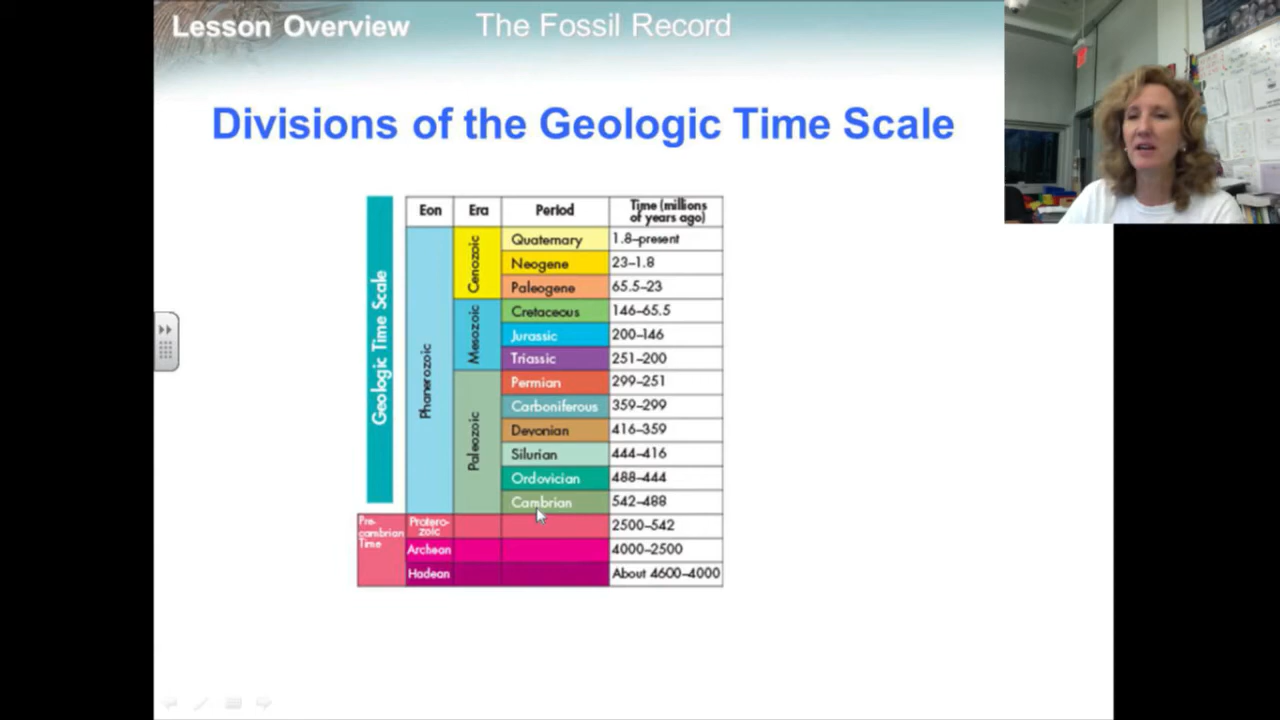 Lesson Overview The Fossil Record
Divisions of the Geologic Time Scale
Geologic Time Scale
Eon Era Period Time (millions
of years ago)
Phanerozoic
Cenozoic
Quaternary 1.8–present
Neogene 23–1.8
Paleogene 65.5–23
Mesozoic
Cretaceous 146–65.5
Jurassic 200–146
Triassic 251–200
Paleozoic
Permian 299–251
Carboniferous 359–299
Devonian 416–359
Silurian 444–416
Ordovician 488–444
Cambrian 542–488
Pre-
cambrian
Time
Protero-
zoic 2500–542
Archean 4000–2500
Hadean About 4600–4000